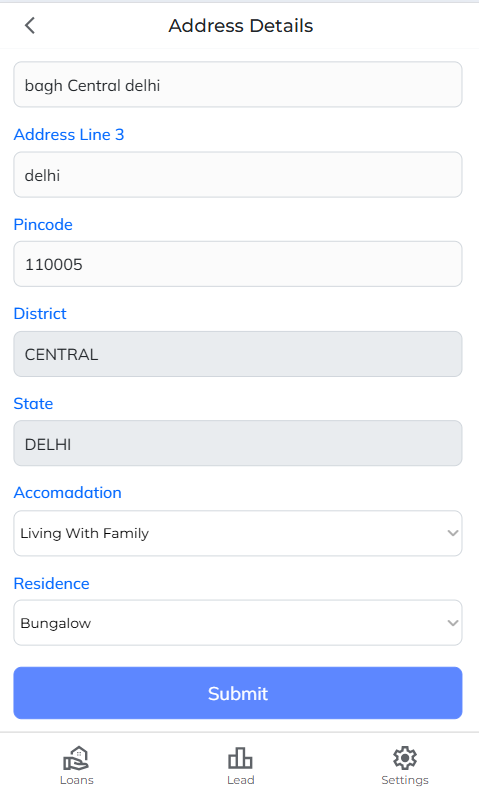 Address Details
bagh Central delhi
Address Line 3
delhi
Pincode
110005
District
CENTRAL
State
DELHI
Accomadation
Living With Family
Residence
Bungalow
Submit
Loans
Lead
Settings